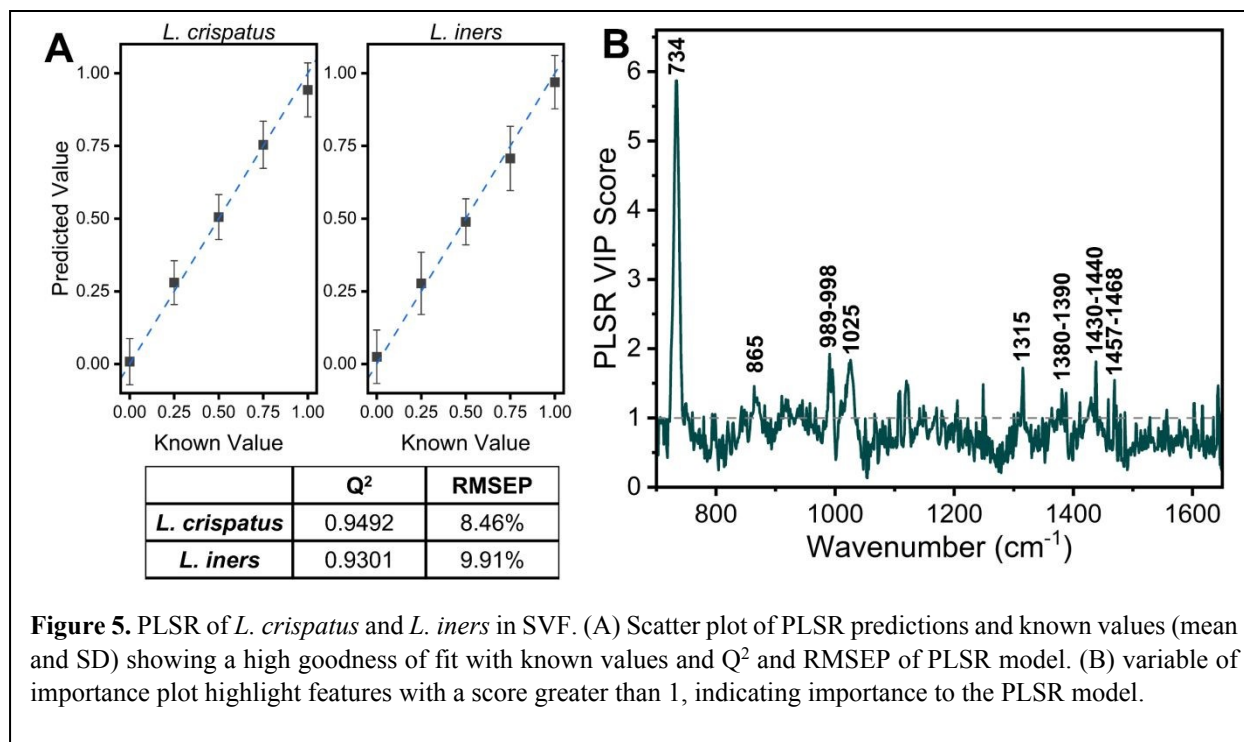 A
L. crispatus
L. iners
Predicted Value
1.00
0.75
0.50
0.25
0.00
1.00
0.75
0.50
0.25
0.00
0.00 0.25 0.50 0.75 1.00
0.00 0.25 0.50 0.75 1.00
Known Value
Known Value
Q² RMSEP
L. crispatus 0.9492 8.46%
L. iners 0.9301 9.91%
B
PLSR VIP Score
6
5
4
3
2
1
0
734
865
989-998
1025
1315
1380-1390
1430-1440
1457-1468
800 1000 1200 1400 1600
Wavenumber (cm⁻¹)
Figure 5. PLSR of L. crispatus and L. iners in SVF. (A) Scatter plot of PLSR predictions and known values (mean
and SD) showing a high goodness of fit with known values and Q² and RMSEP of PLSR model. (B) variable of
importance plot highlight features with a score greater than 1, indicating importance to the PLSR model.